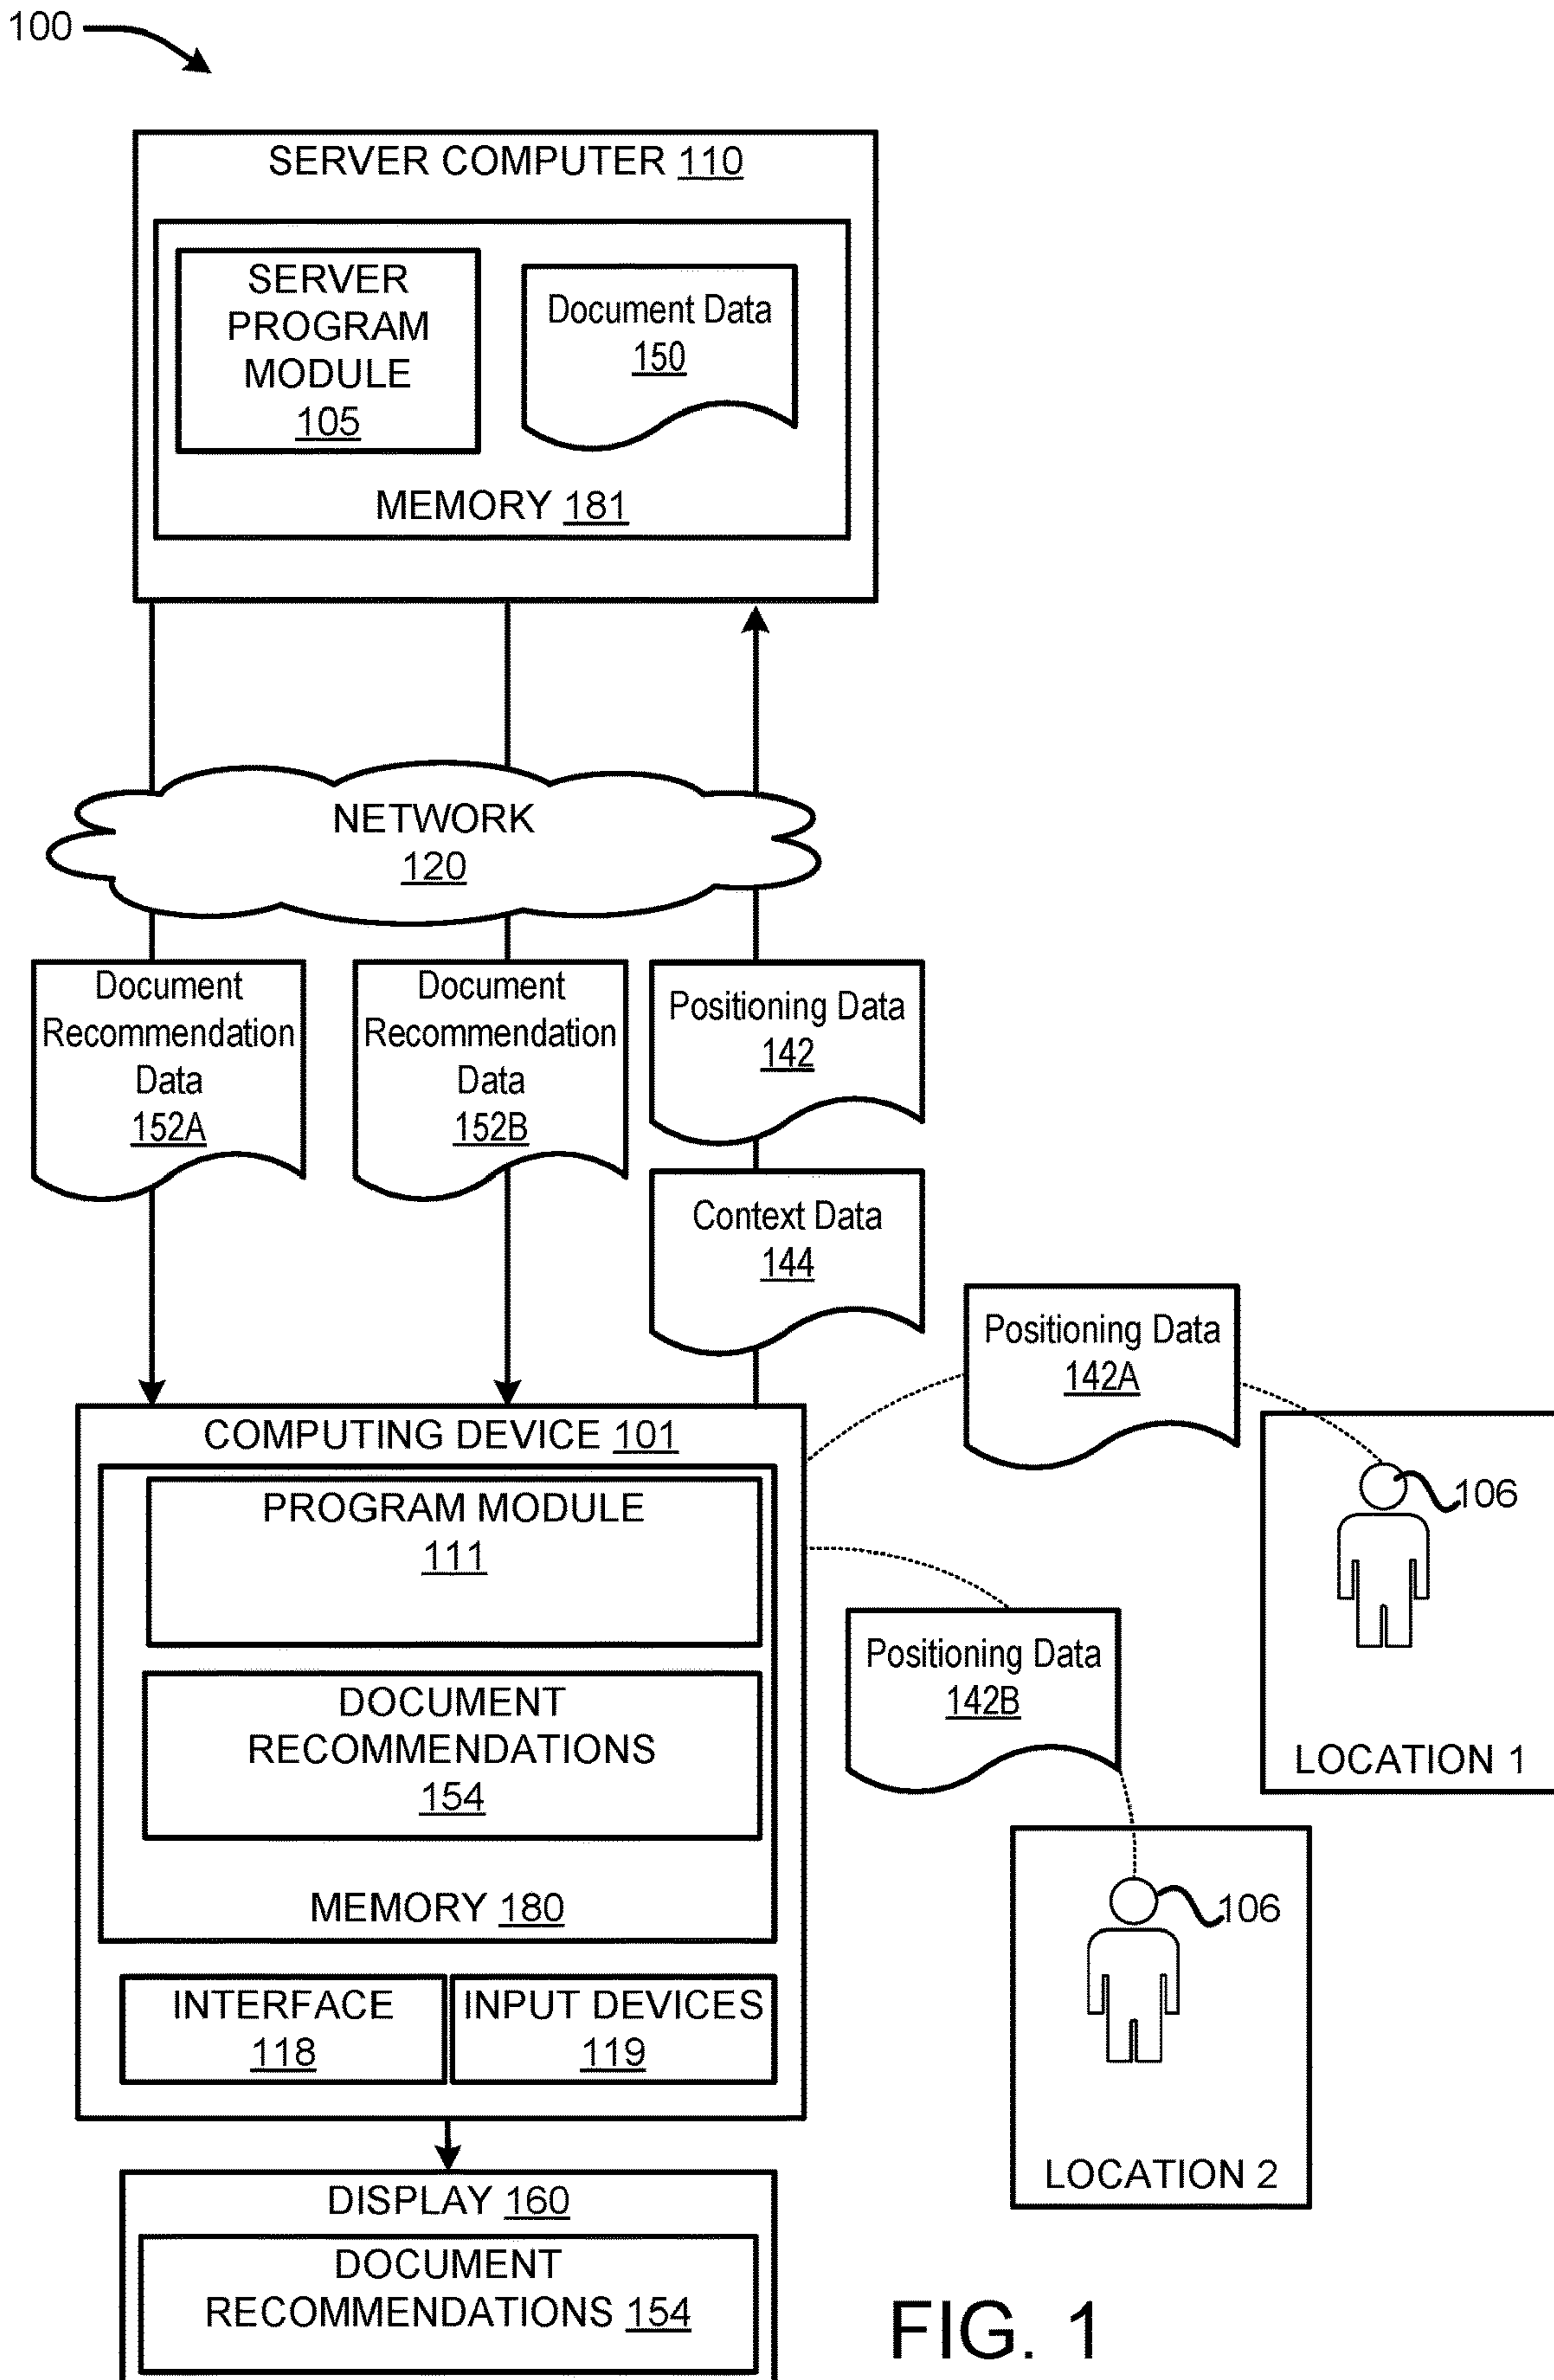 100
SERVER COMPUTER 110
SERVER
PROGRAM
MODULE
105
Document Data
150
MEMORY 181
NETWORK
120
Document
Recommendation
Data
152A
Document
Recommendation
Data
152B
Positioning Data
142
Context Data
144
Positioning Data
142A
COMPUTING DEVICE 101
PROGRAM MODULE
111
106
LOCATION 1
Positioning Data
142B
DOCUMENT
RECOMMENDATIONS
154
MEMORY 180
106
LOCATION 2
INTERFACE
118
INPUT DEVICES
119
DISPLAY 160
DOCUMENT
RECOMMENDATIONS 154
FIG. 1